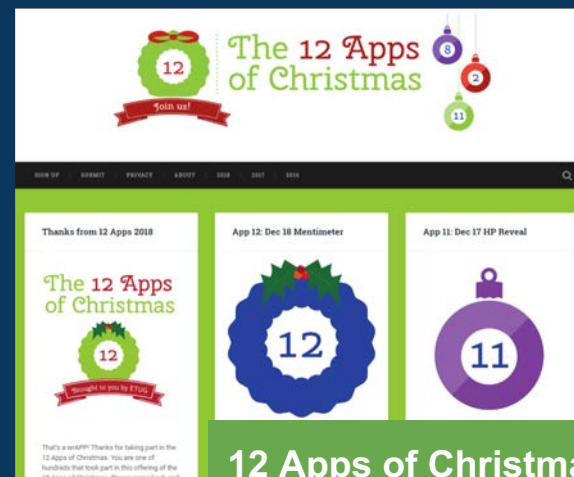 The 12 Apps
of Christmas
12
Join us!
8
2
11
SIGN UP
SUBMIT
PRIVACY
ABOUT
2018
2017
2016
Thanks from 12 Apps 2018
App 12: Dec 18 Mentimeter
App 11: Dec 17 HP Reveal
The 12 Apps
of Christmas
12
Brought to you by ETUG
12
11
That's a wrAPP! Thanks for taking part in the
12 Apps of Christmas. You are one of
hundreds that took part in this offering of the
12 Apps of Christma